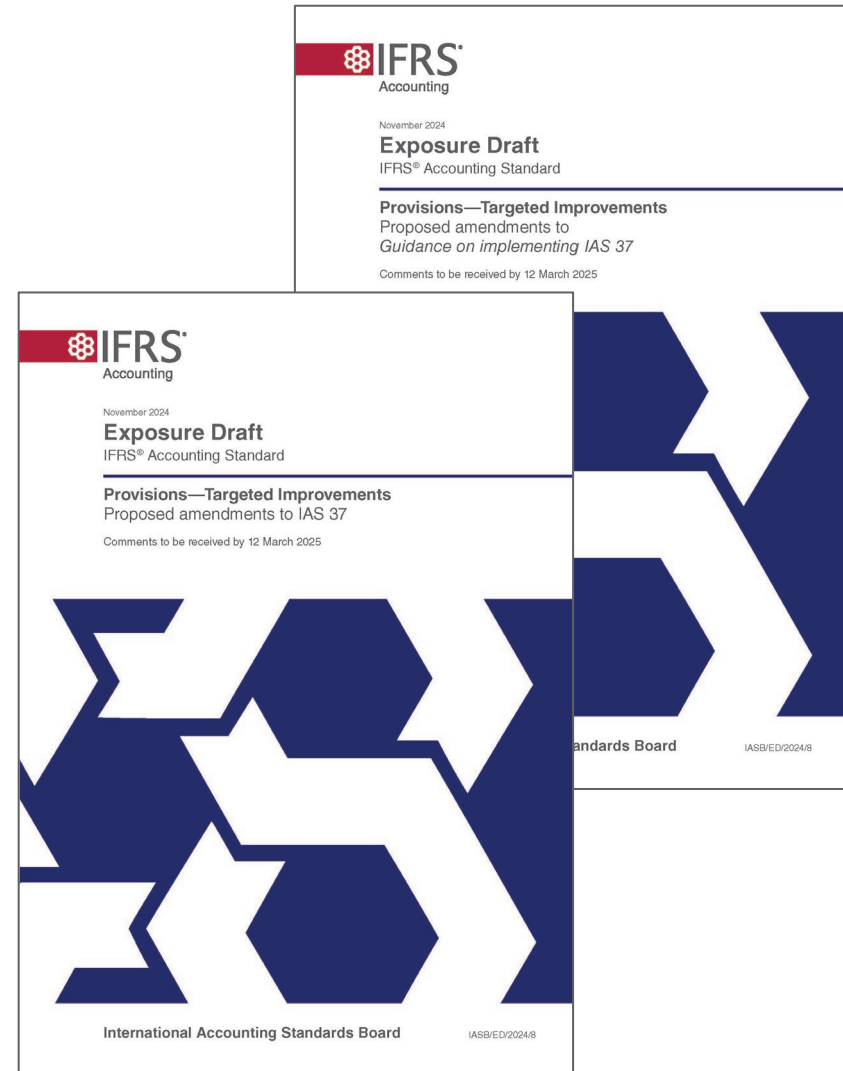 IFRS®
Accounting
November 2024
Exposure Draft
IFRS® Accounting Standard
Provisions—Targeted Improvements
Proposed amendments to
Guidance on implementing IAS 37
Comments to be received by 12 March 2025
andards Board
IASB/ED/2024/8
IFRS®
Accounting
November 2024
Exposure Draft
IFRS® Accounting Standard
Provisions—Targeted Improvements
Proposed amendments to IAS 37
Comments to be received by 12 March 2025
International Accounting Standards Board
IASB/ED/2024/8